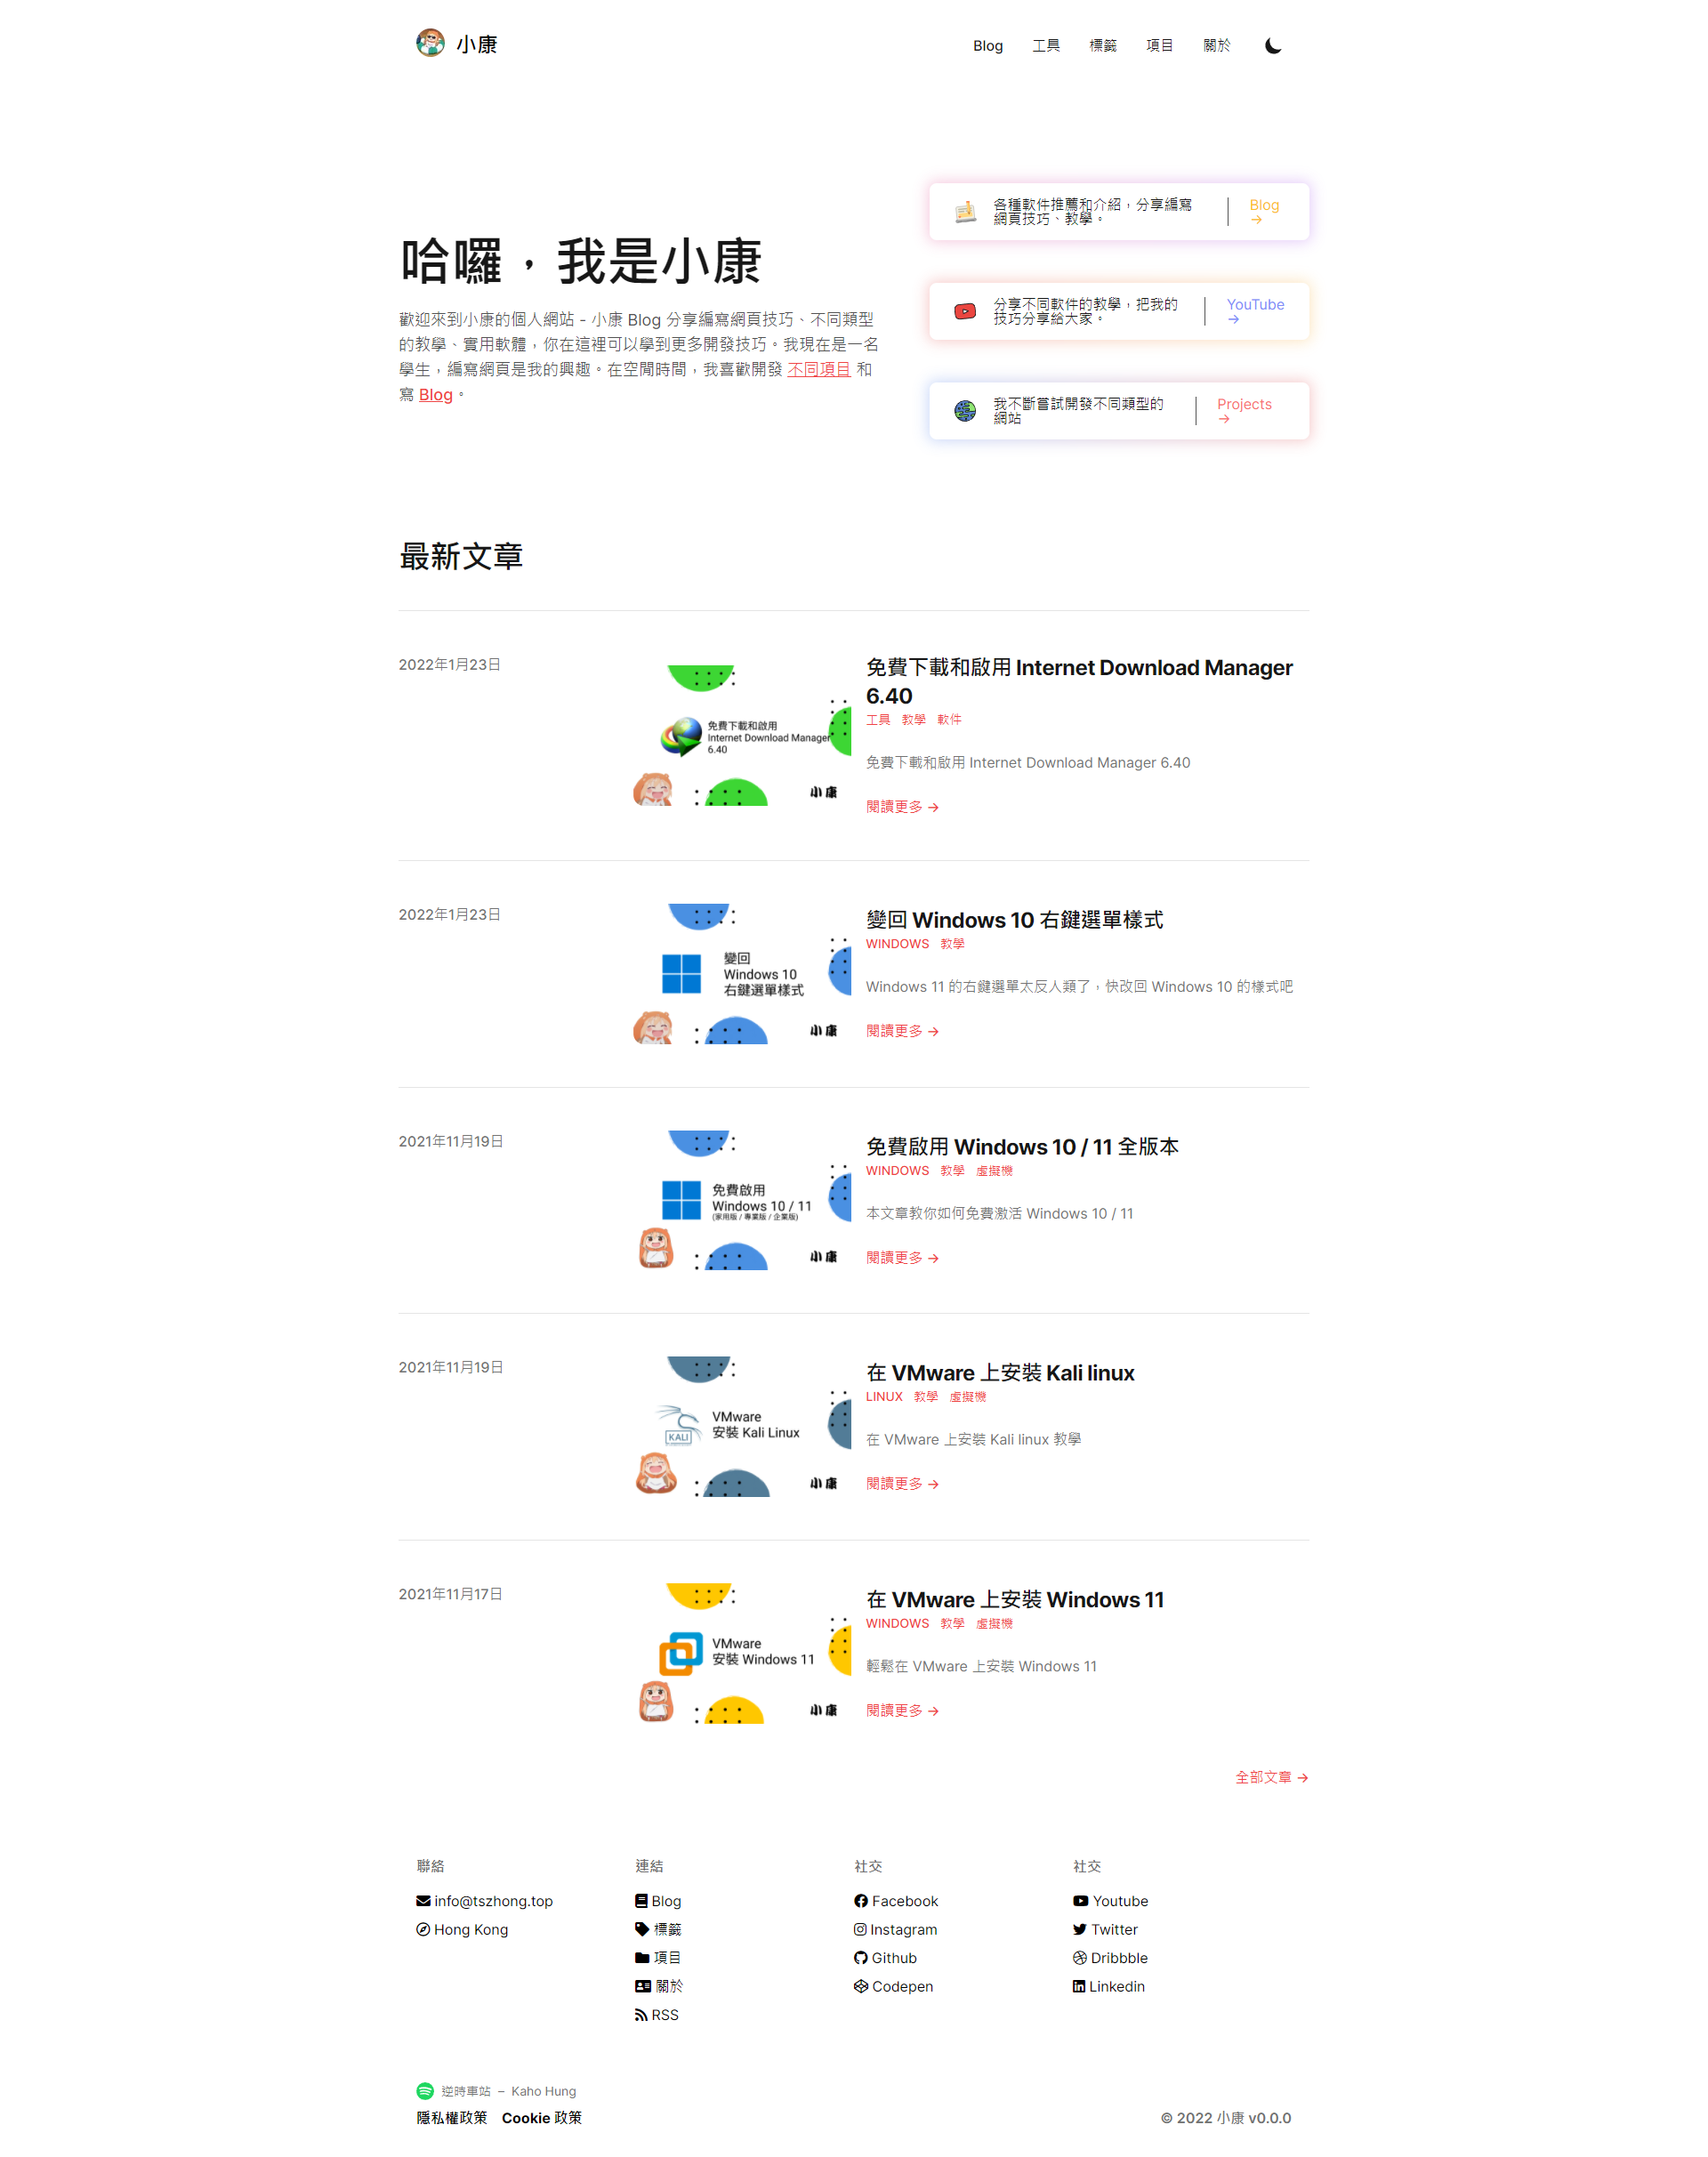 小康
Blog 工具 標籤 項目 關於
哈囉，我是小康
歡迎來到小康的個人網站 - 小康 Blog 分享編寫網頁技巧、不同類型
的教學、實用軟體，你在這裡可以學到更多開發技巧。我現在是一名
學生，編寫網頁是我的興趣。在空閒時間，我喜歡開發 不同項目 和
寫 Blog。
各種軟件推薦和介紹，分享編寫
網頁技巧、教學。
Blog
→
分享不同軟件的教學，把我的
技巧分享給大家。
YouTube
→
我不斷嘗試開發不同類型的
網站
Projects
→
最新文章
2022年1月23日
免費下載和啟用
Internet Download Manager
6.40
小康
免費下載和啟用 Internet Download Manager
6.40
工具 教學 軟件
免費下載和啟用 Internet Download Manager 6.40
閱讀更多 →
2022年1月23日
變回
Windows 10
右鍵選單樣式
小康
變回 Windows 10 右鍵選單樣式
WINDOWS 教學
Windows 11 的右鍵選單太反人類了，快改回 Windows 10 的樣式吧
閱讀更多 →
2021年11月19日
免費啟用
Windows 10 / 11
(家用版 / 專業版 / 企業版)
小康
免費啟用 Windows 10 / 11 全版本
WINDOWS 教學 虛擬機
本文章教你如何免費激活 Windows 10 / 11
閱讀更多 →
2021年11月19日
KALI
VMware
安裝 Kali Linux
小康
在 VMware 上安裝 Kali linux
LINUX 教學 虛擬機
在 VMware 上安裝 Kali linux 教學
閱讀更多 →
2021年11月17日
VMware
安裝 Windows 11
小康
在 VMware 上安裝 Windows 11
WINDOWS 教學 虛擬機
輕鬆在 VMware 上安裝 Windows 11
閱讀更多 →
全部文章 →
聯絡
info@tszhong.top
Hong Kong
連結
Blog
標籤
項目
關於
RSS
社交
Facebook
Instagram
Github
Codepen
社交
Youtube
Twitter
Dribbble
Linkedin
逆時車站 – Kaho Hung
隱私權政策 Cookie 政策
© 2022 小康 v0.0.0